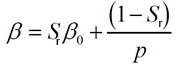 β = S_r β_0 + (1 − S_r) / p